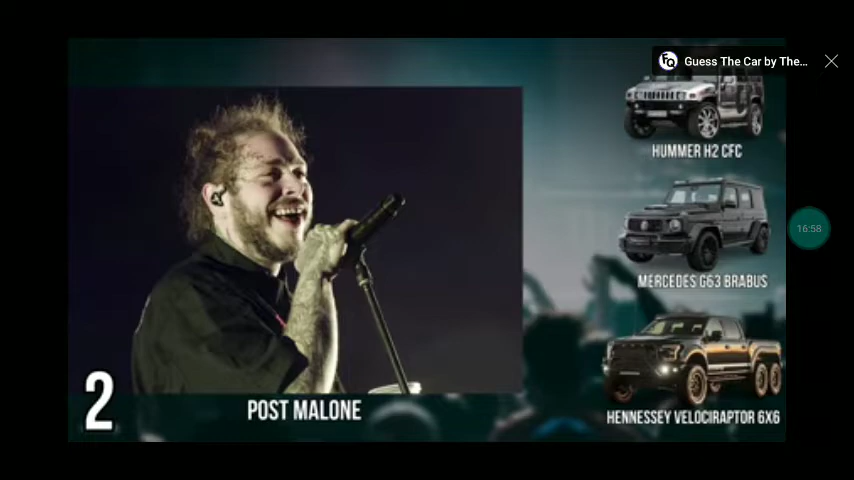 FQ Guess The Car by The...
HUMMER H2 CFC
16:58
MERCEDES G63 BRABUS
HENNESSEY VELOCIRAPTOR 6X6
2
POST MALONE